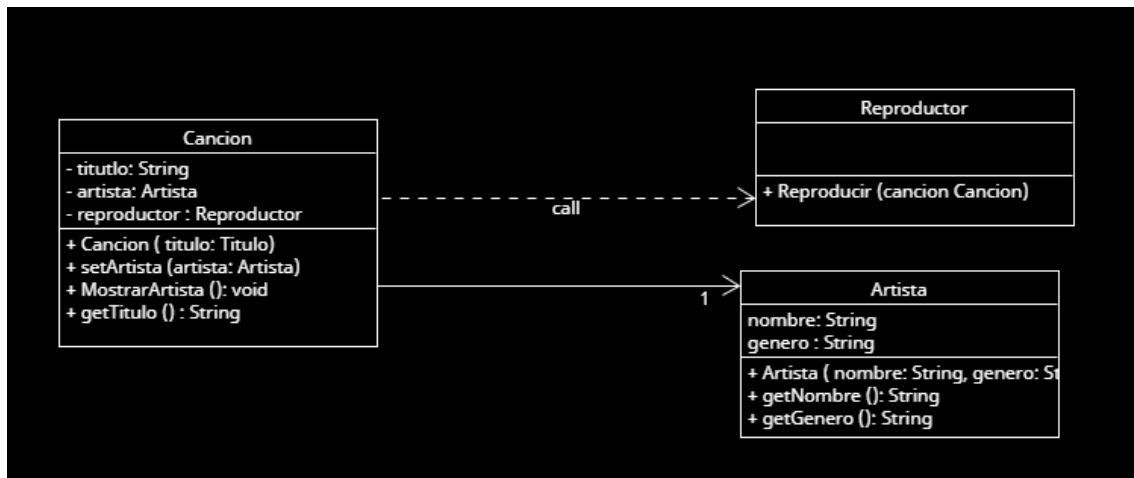 Cancion
- titutlo: String
- artista: Artista
- reproductor : Reproductor
+ Cancion ( titulo: Titulo)
+ setArtista (artista: Artista)
+ MostrarArtista (): void
+ getTitulo () : String
call
1
Reproductor
+ Reproducir (cancion Cancion)
Artista
nombre: String
genero : String
+ Artista ( nombre: String, genero: St
+ getNombre (): String
+ getGenero (): String